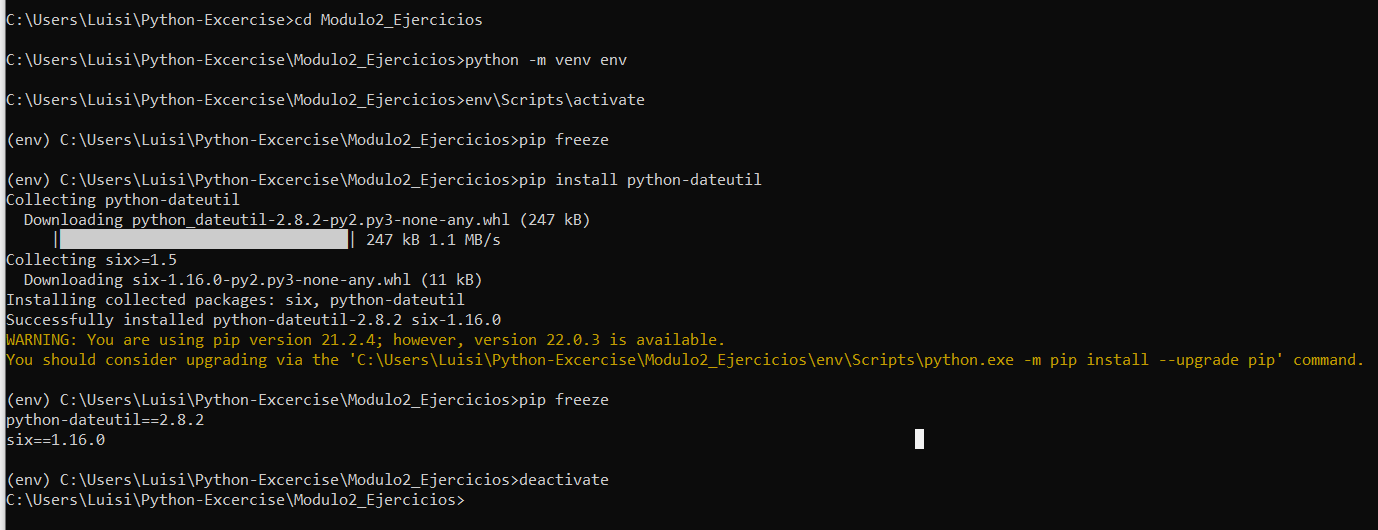 C:\Users\Luisi\Python-Excercise>cd Modulo2_Ejercicios
C:\Users\Luisi\Python-Excercise\Modulo2_Ejercicios>python -m venv env
C:\Users\Luisi\Python-Excercise\Modulo2_Ejercicios>env\Scripts\activate
(env) C:\Users\Luisi\Python-Excercise\Modulo2_Ejercicios>pip freeze
(env) C:\Users\Luisi\Python-Excercise\Modulo2_Ejercicios>pip install python-dateutil
Collecting python-dateutil
  Downloading python_dateutil-2.8.2-py2.py3-none-any.whl (247 kB)
     |████████████████████████████████| 247 kB 1.1 MB/s
Collecting six>=1.5
  Downloading six-1.16.0-py2.py3-none-any.whl (11 kB)
Installing collected packages: six, python-dateutil
Successfully installed python-dateutil-2.8.2 six-1.16.0
WARNING: You are using pip version 21.2.4; however, version 22.0.3 is available.
You should consider upgrading via the 'C:\Users\Luisi\Python-Excercise\Modulo2_Ejercicios\env\Scripts\python.exe -m pip install --upgrade pip' command.
(env) C:\Users\Luisi\Python-Excercise\Modulo2_Ejercicios>pip freeze
python-dateutil==2.8.2
six==1.16.0
(env) C:\Users\Luisi\Python-Excercise\Modulo2_Ejercicios>deactivate
C:\Users\Luisi\Python-Excercise\Modulo2_Ejercicios>